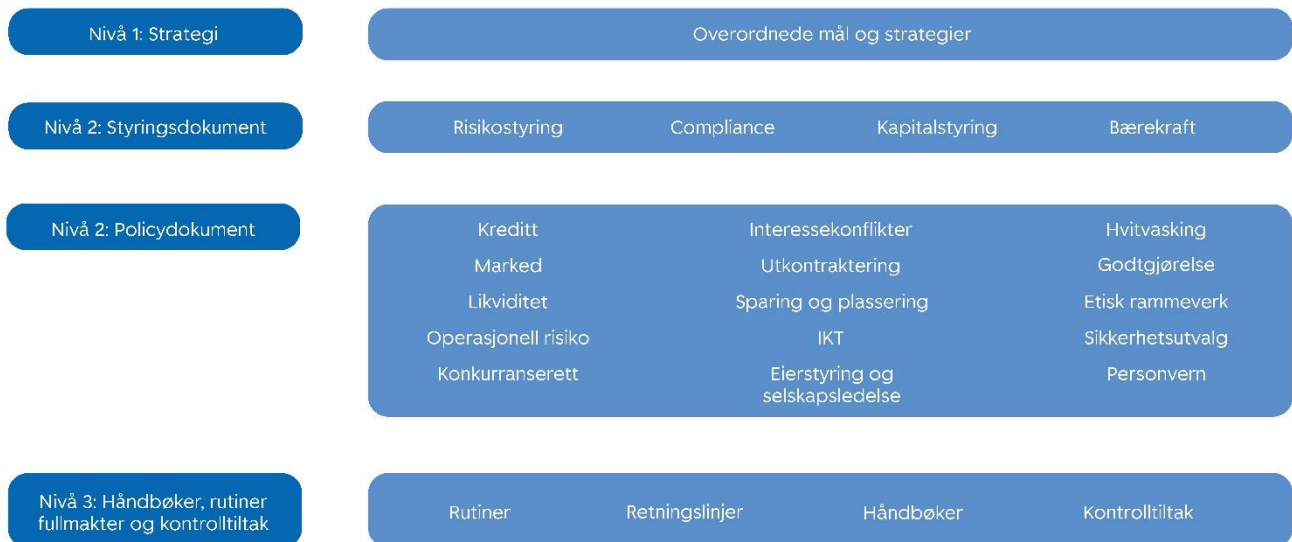 Nivå 1: Strategi
Overordnede mål og strategier
Nivå 2: Styringsdokument
Risikostyring
Compliance
Kapitalstyring
Bærekraft
Nivå 2: Policydokument
Kreditt
Interessekonflikter
Hvitvasking
Marked
Utkontraktering
Godtgjørelse
Likviditet
Sparing og plassering
Etisk rammeverk
Operasjonell risiko
IKT
Sikkerhetsutvalg
Konkurranserett
Eierstyring og
selskapsledelse
Personvern
Nivå 3: Håndbøker, rutiner
fullmakter og kontrolltiltak
Rutiner
Retningslinjer
Håndbøker
Kontrolltiltak